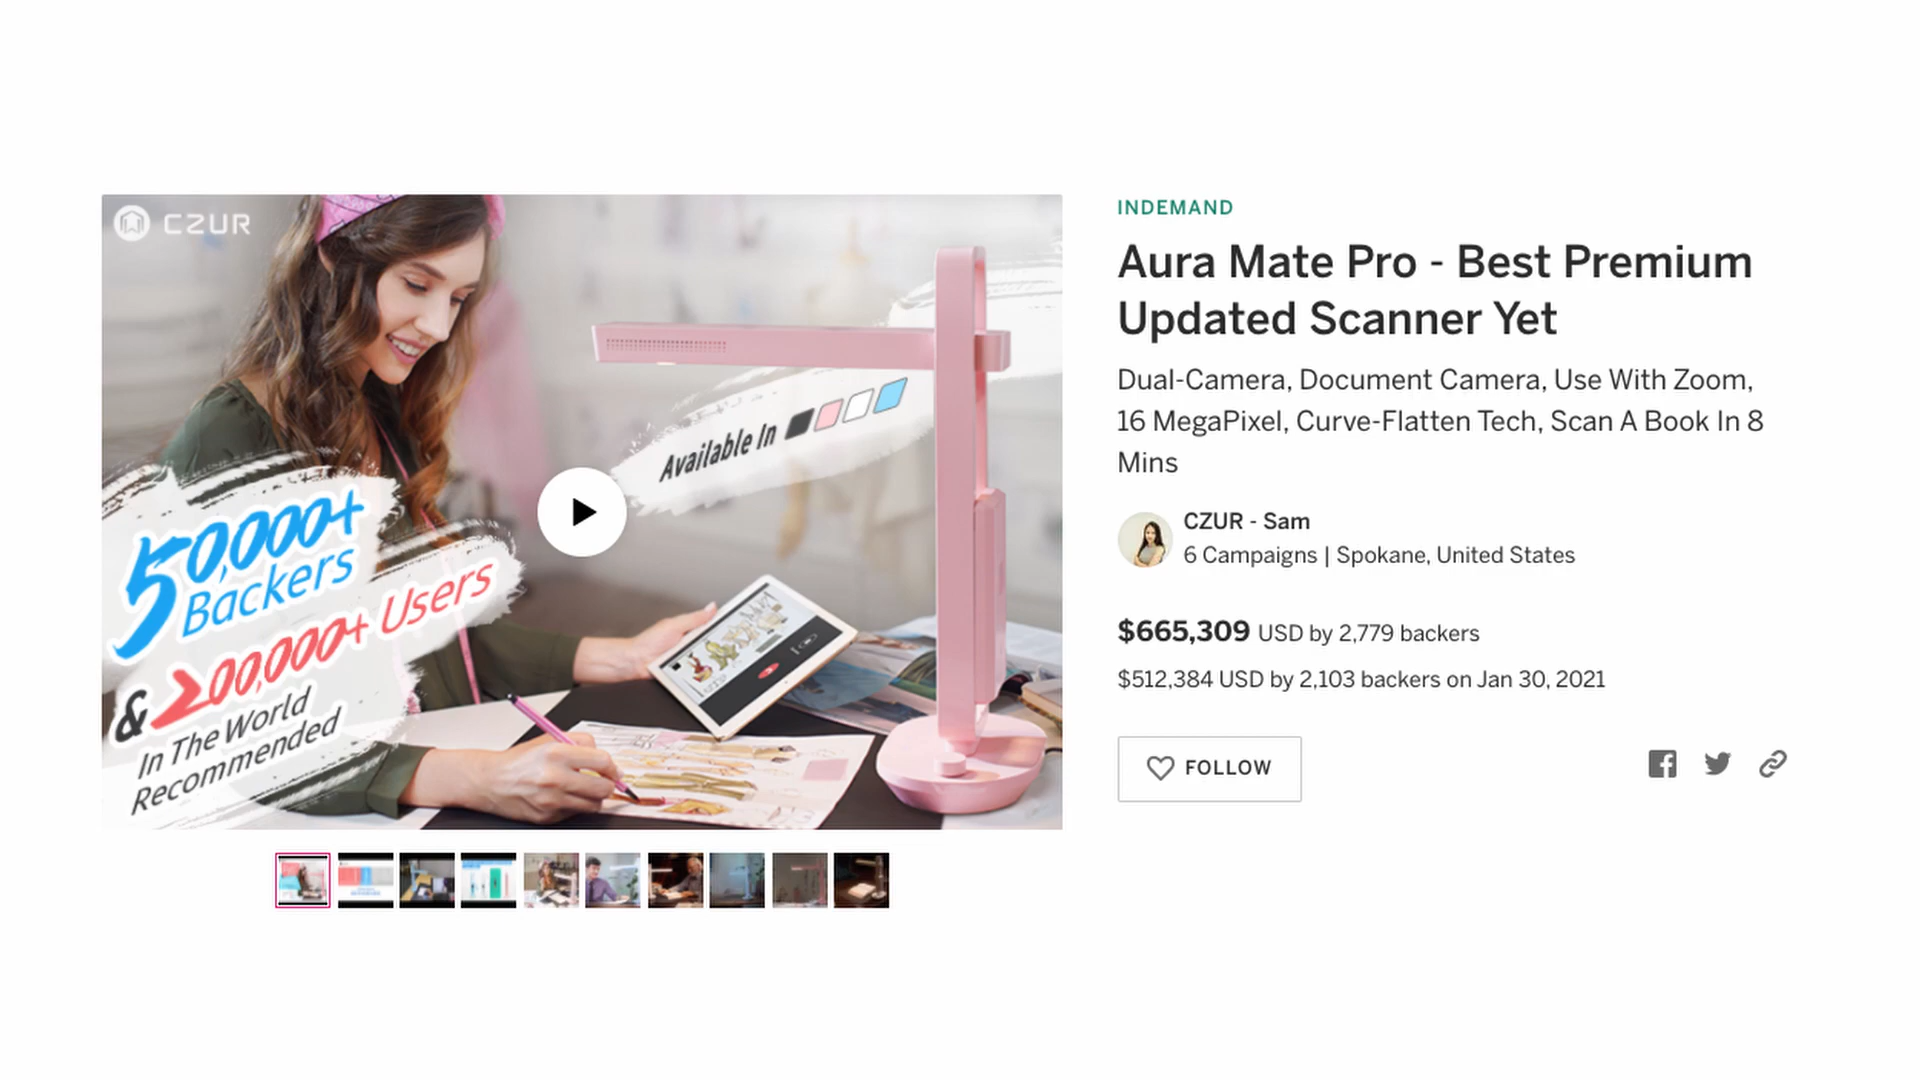 CZUR
Available In
50,000+
Backers
& 200,000+ Users
In The World
Recommended
INDEMAND
Aura Mate Pro - Best Premium
Updated Scanner Yet
Dual-Camera, Document Camera, Use With Zoom,
16 MegaPixel, Curve-Flatten Tech, Scan A Book In 8
Mins
CZUR - Sam
6 Campaigns | Spokane, United States
$665,309 USD by 2,779 backers
$512,384 USD by 2,103 backers on Jan 30, 2021
FOLLOW